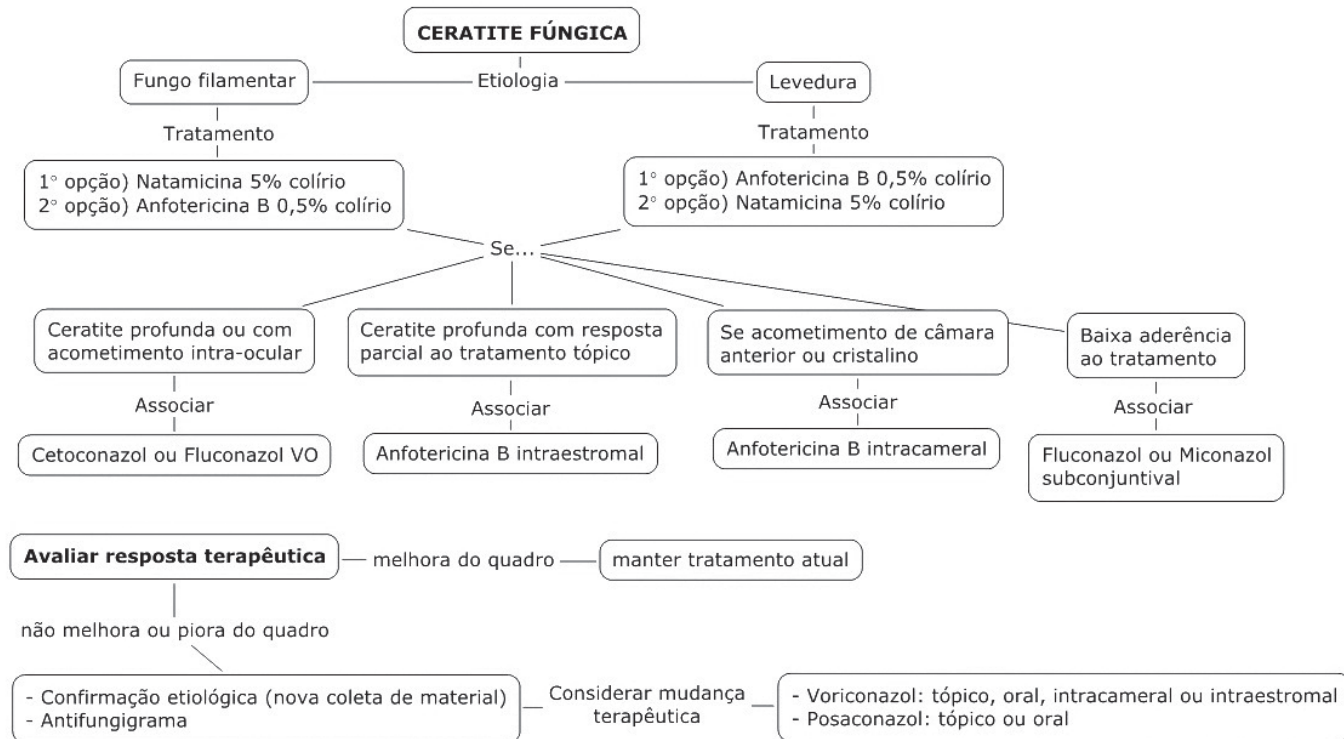 CERATITE FÚNGICA
Fungo filamentar
Etiologia
Levedura
Tratamento
Tratamento
1° opção) Natamicina 5% colírio
2° opção) Anfotericina B 0,5% colírio
1° opção) Anfotericina B 0,5% colírio
2° opção) Natamicina 5% colírio
Se...
Ceratite profunda ou com
acometimento intra-ocular
Ceratite profunda com resposta
parcial ao tratamento tópico
Se acometimento de câmara
anterior ou cristalino
Baixa aderência
ao tratamento
Associar
Associar
Associar
Associar
Cetoconazol ou Fluconazol VO
Anfotericina B intraestromal
Anfotericina B intracameral
Fluconazol ou Miconazol
subconjuntival
Avaliar resposta terapêutica
melhora do quadro
manter tratamento atual
não melhora ou piora do quadro
- Confirmação etiológica (nova coleta de material)
- Antifungigrama
Considerar mudança
terapêutica
- Voriconazol: tópico, oral, intracameral ou intraestromal
- Posaconazol: tópico ou oral